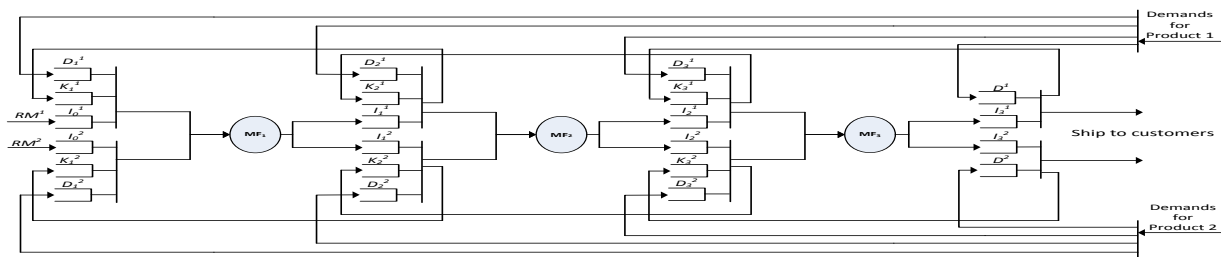 Demands
for
Product 1
D₁¹
K₁¹
RM¹
I₀¹
RM²
I₀²
K₁²
D₁²
MF₁
D₂¹
K₂¹
I₁¹
I₁²
K₂²
D₂²
MF₂
D₃¹
K₃¹
I₂¹
I₂²
K₃²
D₃²
MF₃
D¹
I₃¹
I₃²
D²
Ship to customers
Demands
for
Product 2